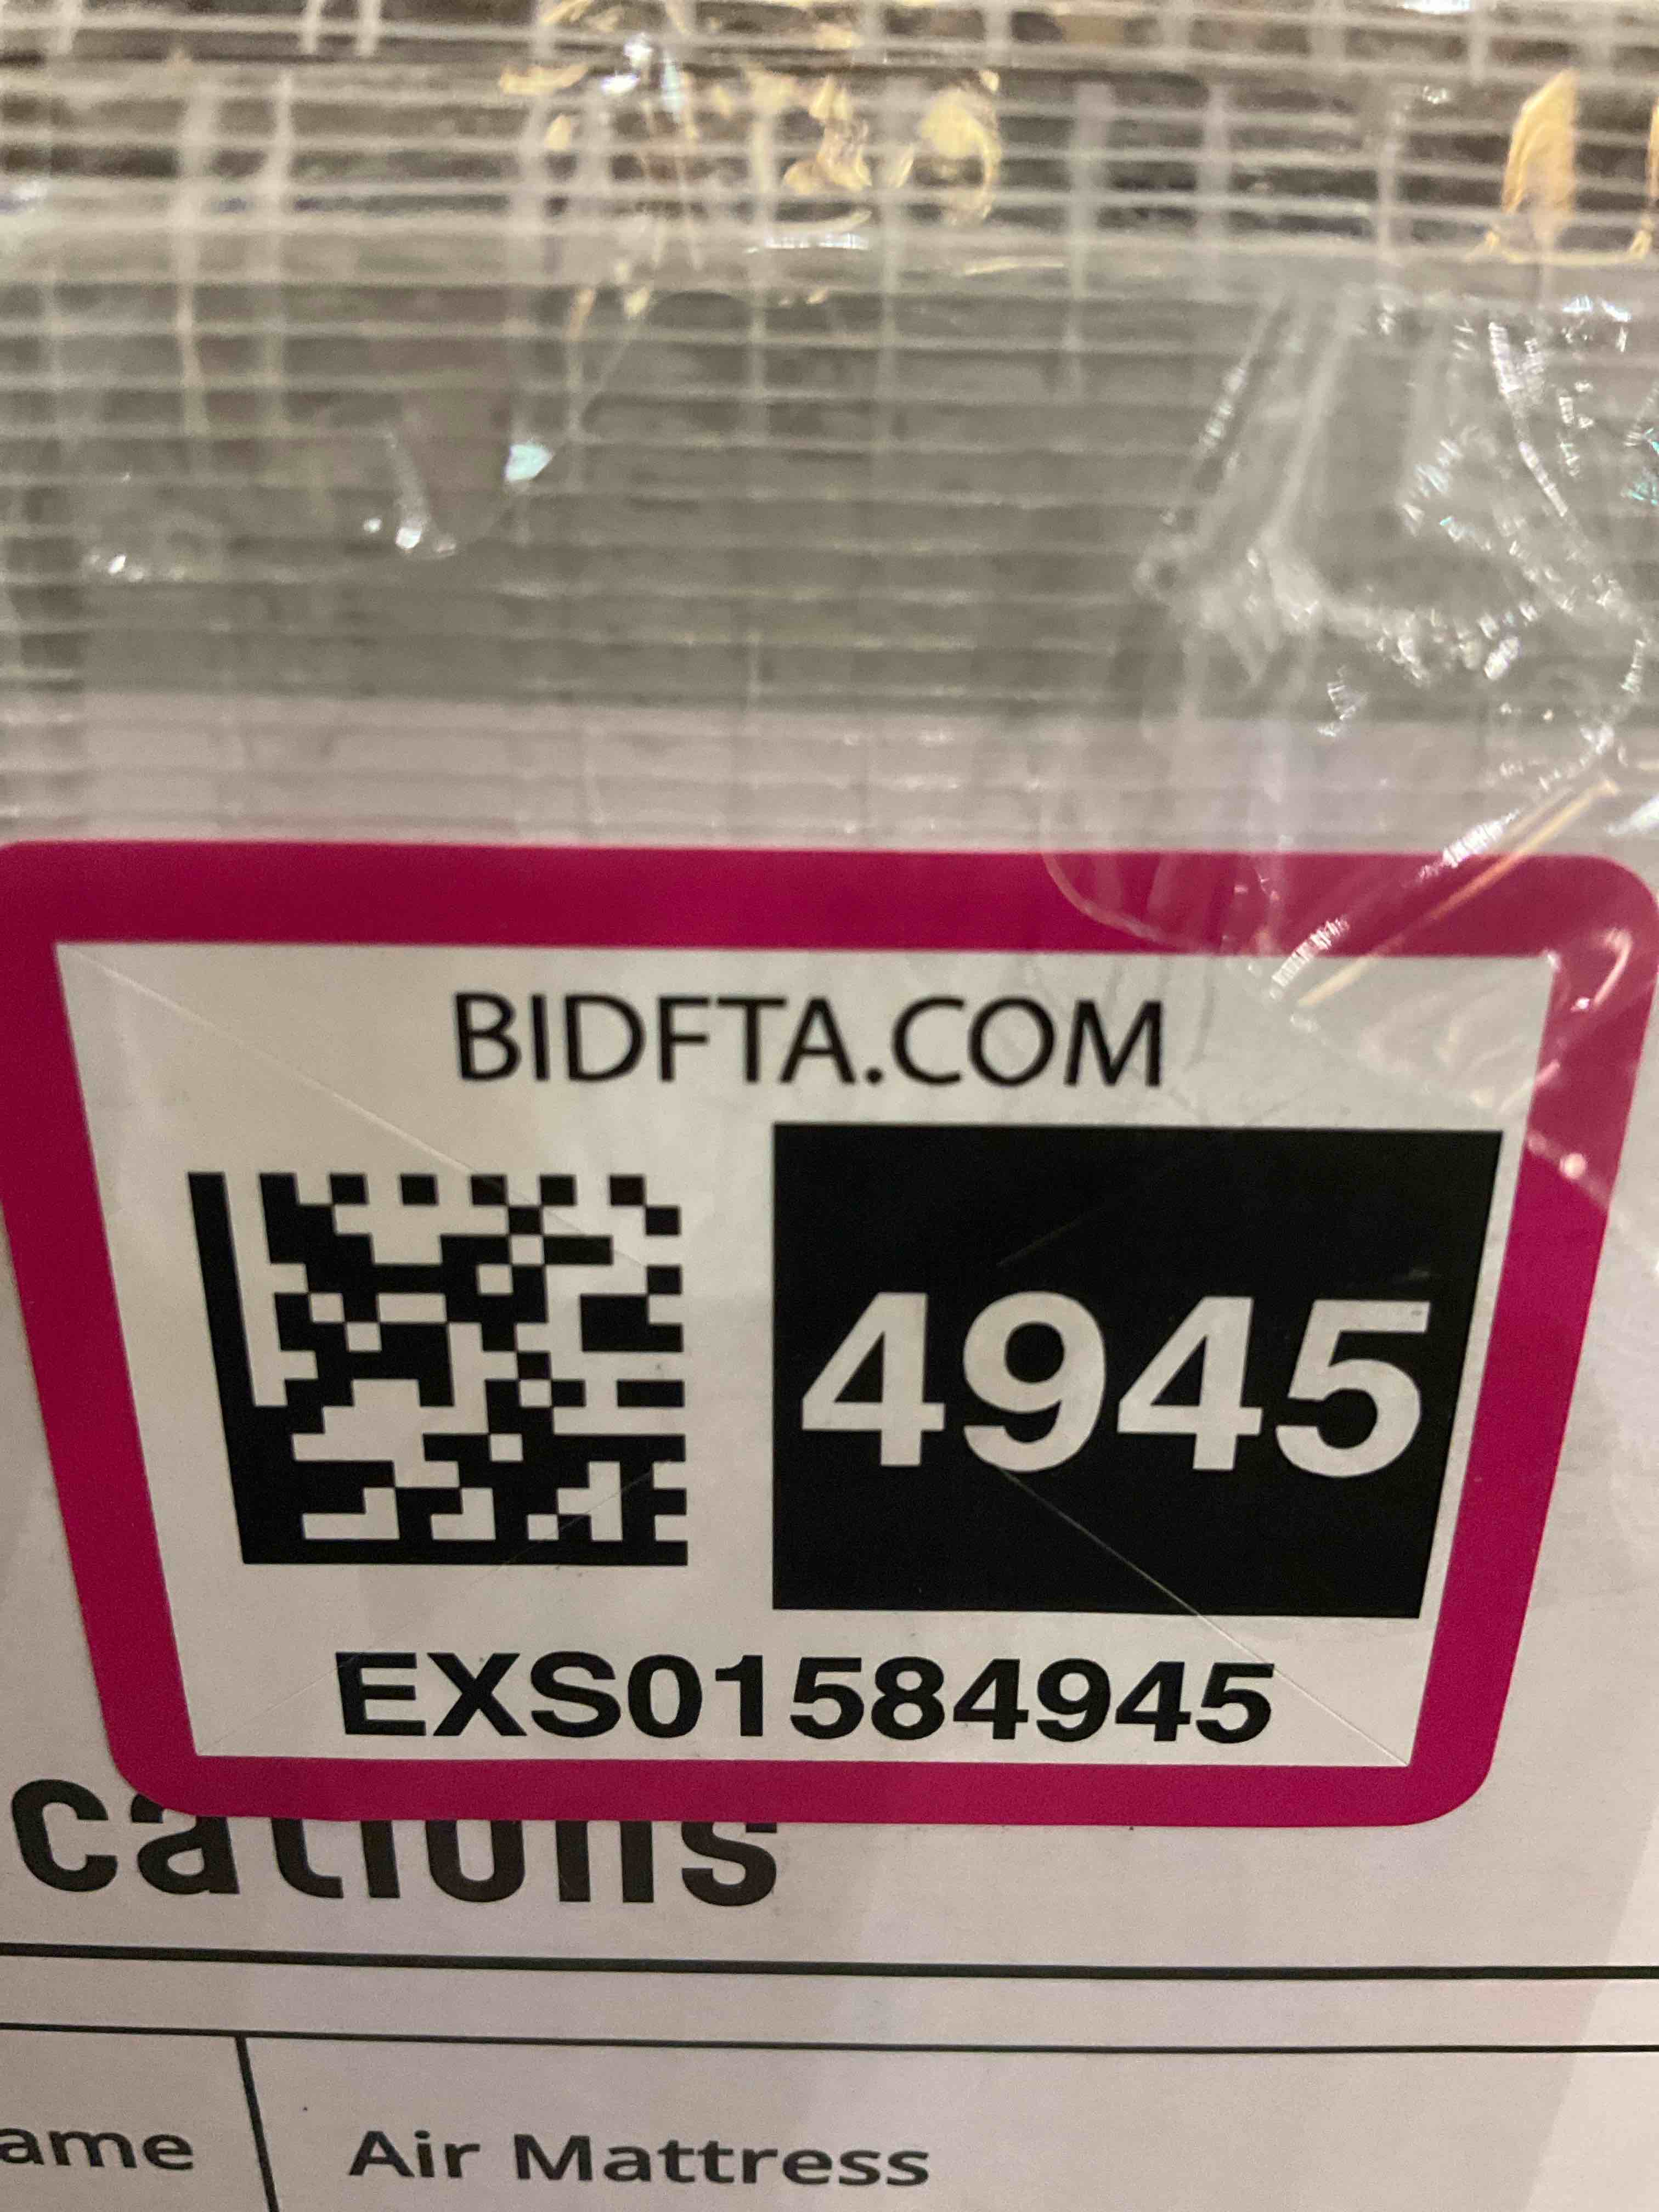 BIDFTA.COM
4945
EXS01584945
cations
ame
Air Mattress